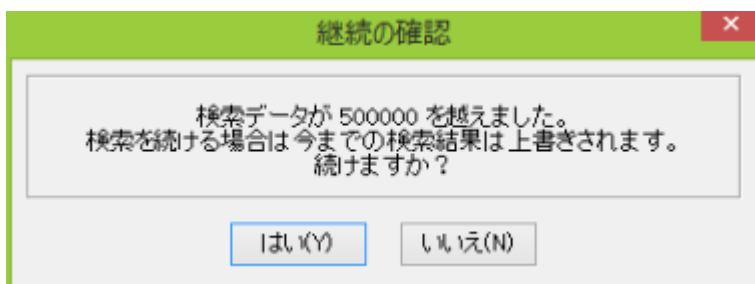 継続の確認
検索データが 500000 を越えました。
検索を続ける場合は今までの検索結果は上書きされます。
続けますか？
はい(Y)
いいえ(N)